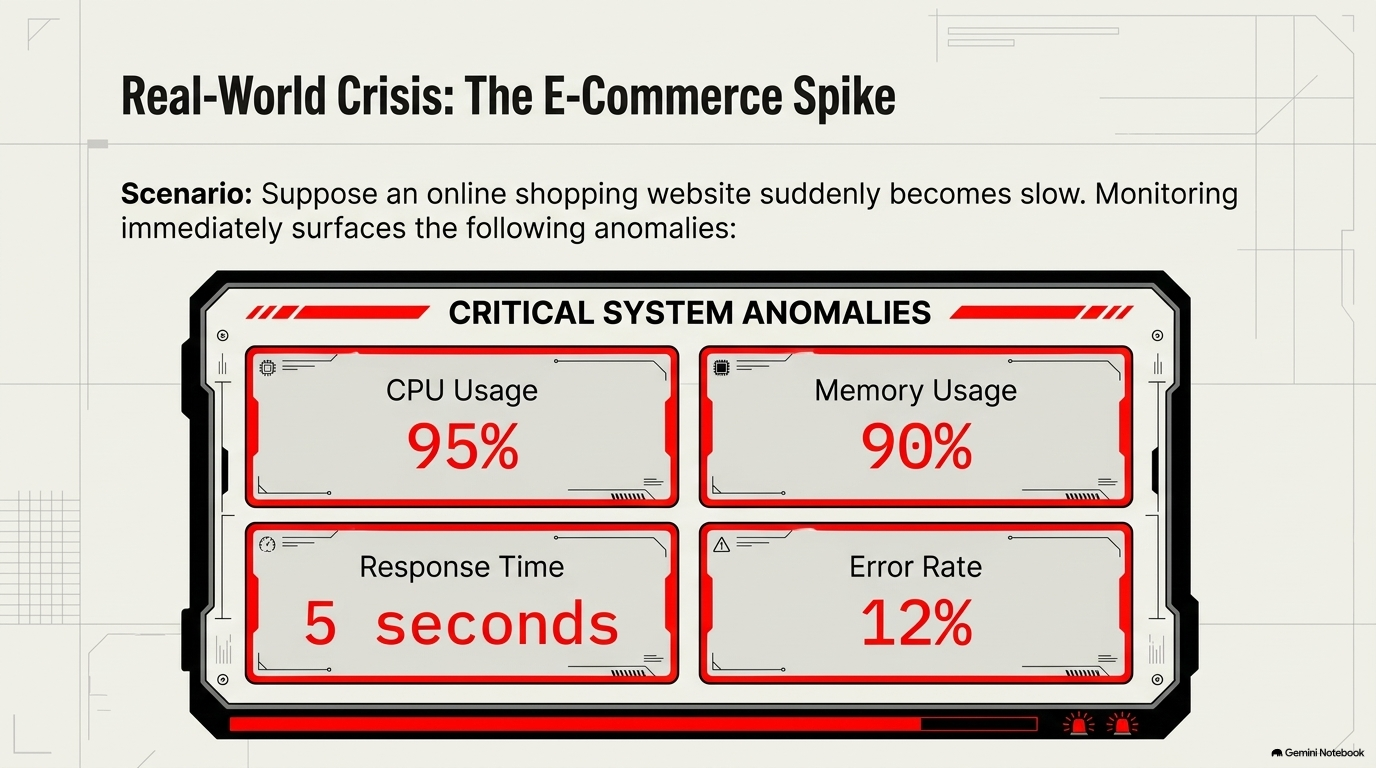 Real-World Crisis: The E-Commerce Spike
Scenario: Suppose an online shopping website suddenly becomes slow. Monitoring
immediately surfaces the following anomalies:
CRITICAL SYSTEM ANOMALIES
CPU Usage
95%
Memory Usage
90%
Response Time
5 seconds
Error Rate
12%
Gemini Notebook